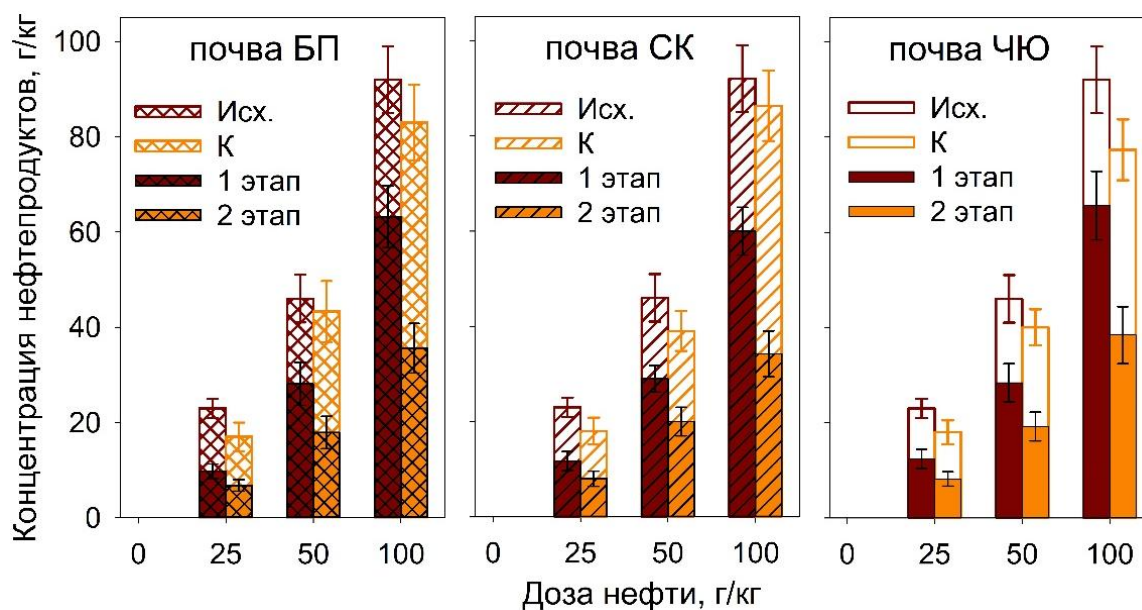 Концентрация нефтепродуктов, г/кг
100
80
60
40
20
0
почва БП
Исх.
К
1 этап
2 этап
0 25 50 100
почва СК
Исх.
К
1 этап
2 этап
0 25 50 100
почва ЧЮ
Исх.
К
1 этап
2 этап
0 25 50 100
Доза нефти, г/кг